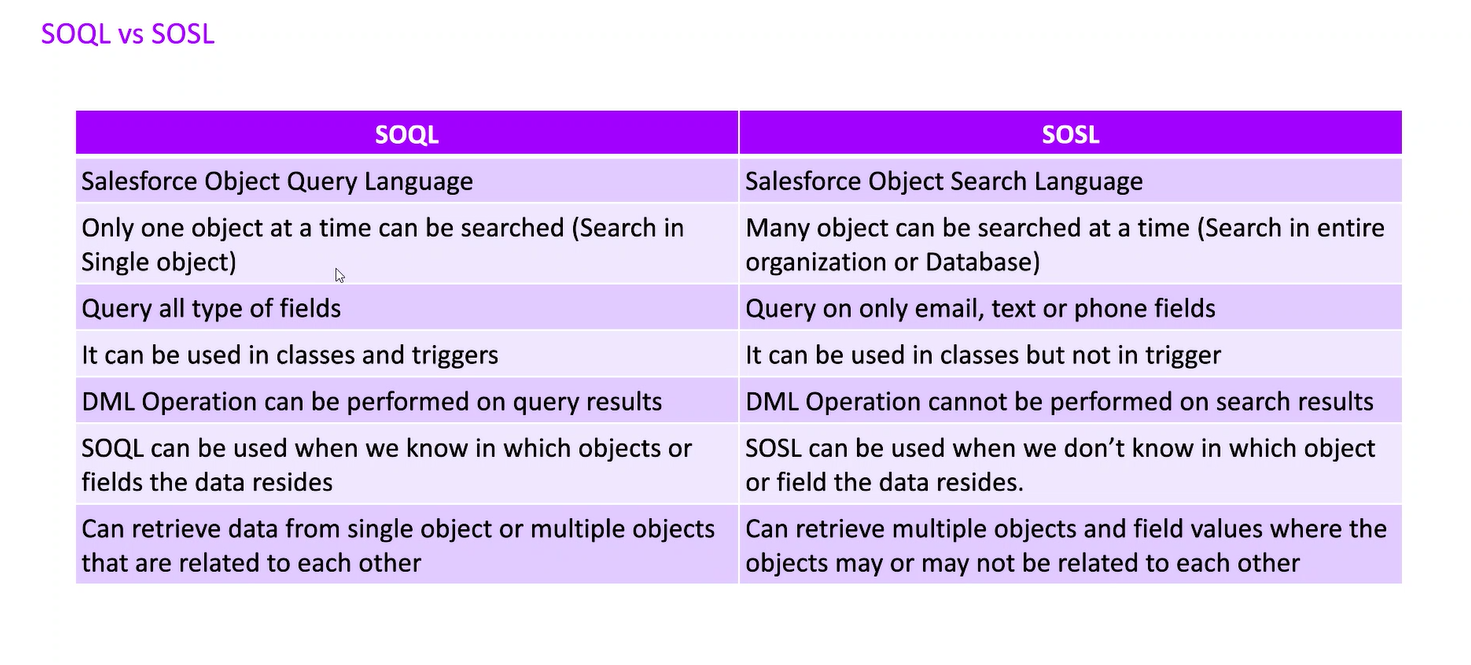 SOQL vs SOSL
SOQL
SOSL
Salesforce Object Query Language
Salesforce Object Search Language
Only one object at a time can be searched (Search in
Single object)
Many object can be searched at a time (Search in entire
organization or Database)
Query all type of fields
Query on only email, text or phone fields
It can be used in classes and triggers
It can be used in classes but not in trigger
DML Operation can be performed on query results
DML Operation cannot be performed on search results
SOQL can be used when we know in which objects or
fields the data resides
SOSL can be used when we don’t know in which object
or field the data resides.
Can retrieve data from single object or multiple objects
that are related to each other
Can retrieve multiple objects and field values where the
objects may or may not be related to each other